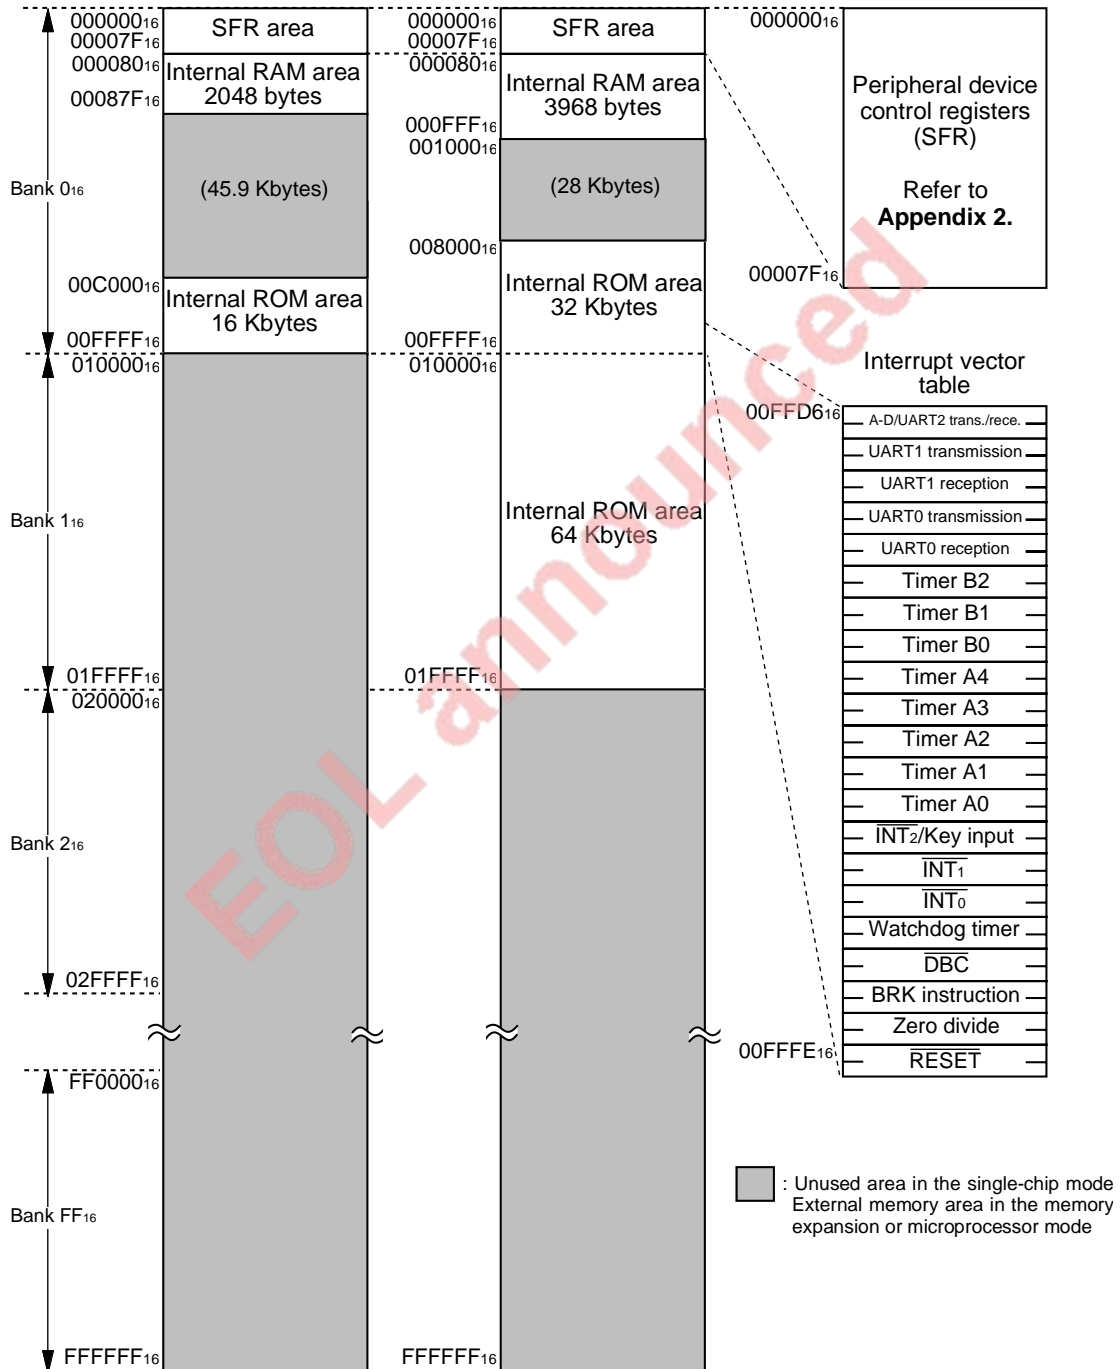 000000₁₆
00007F₁₆
SFR area
000080₁₆
Internal RAM area
2048 bytes
00087F₁₆
(45.9 Kbytes)
Bank 0₁₆
00C000₁₆
Internal ROM area
16 Kbytes
00FFFF₁₆
010000₁₆
Bank 1₁₆
01FFFF₁₆
020000₁₆
Bank 2₁₆
02FFFF₁₆
FF0000₁₆
Bank FF₁₆
FFFFFF₁₆
000000₁₆
00007F₁₆
SFR area
000080₁₆
Internal RAM area
3968 bytes
000FFF₁₆
001000₁₆
(28 Kbytes)
008000₁₆
Internal ROM area
32 Kbytes
00FFFF₁₆
010000₁₆
Internal ROM area
64 Kbytes
01FFFF₁₆
FFFFFF₁₆
000000₁₆
Peripheral device
control registers
(SFR)
Refer to
Appendix 2.
00007F₁₆
Interrupt vector
table
00FFD6₁₆
A-D/UART2 trans./rece.
UART1 transmission
UART1 reception
UART0 transmission
UART0 reception
Timer B2
Timer B1
Timer B0
Timer A4
Timer A3
Timer A2
Timer A1
Timer A0
I̅N̅T̅₂/Key input
I̅N̅T̅₁
I̅N̅T̅₀
Watchdog timer
D̅B̅C̅
BRK instruction
Zero divide
00FFFE₁₆
R̅E̅S̅E̅T̅
: Unused area in the single-chip mode
External memory area in the memory
expansion or microprocessor mode
EOL announced